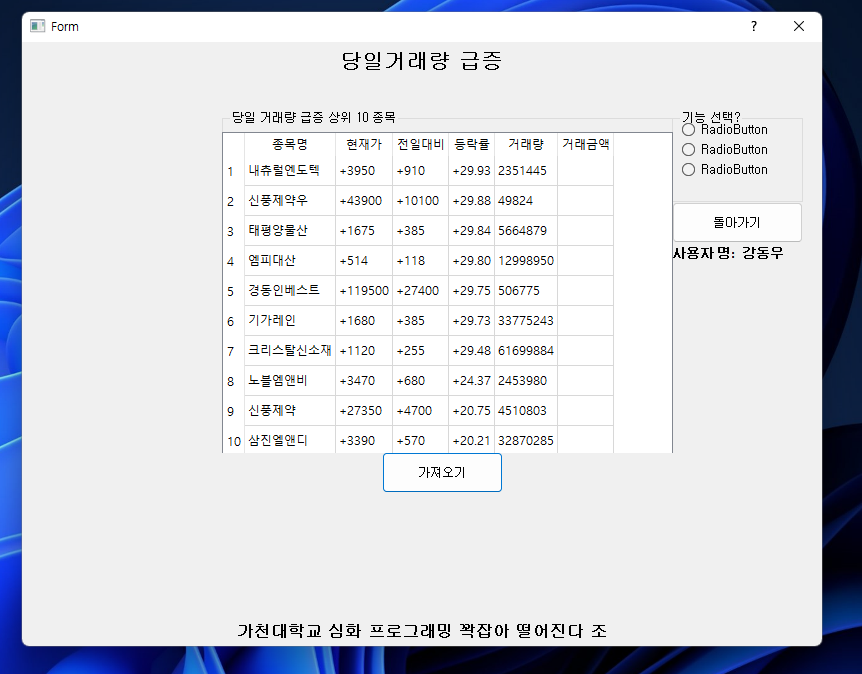 Form
?
당일거래량 급증
당일 거래량 급증 상위 10 종목
종목명 현재가 전일대비 등락률 거래량 거래금액
1 내츄럴엔도텍 +3950 +910 +29.93 2351445
2 신풍제약우 +43900 +10100 +29.88 49824
3 태평양물산 +1675 +385 +29.84 5664879
4 엠피대산 +514 +118 +29.80 12998950
5 경동인베스트 +119500 +27400 +29.75 506775
6 기가레인 +1680 +385 +29.73 33775243
7 크리스탈신소재 +1120 +255 +29.48 61699884
8 노블엠앤비 +3470 +680 +24.37 2453980
9 신풍제약 +27350 +4700 +20.75 4510803
10 삼진엘앤디 +3390 +570 +20.21 32870285
가져오기
기능 선택?
RadioButton
RadioButton
RadioButton
돌아가기
사용자명: 강동우
가천대학교 심화 프로그래밍 꽉잡아 떨어진다 조